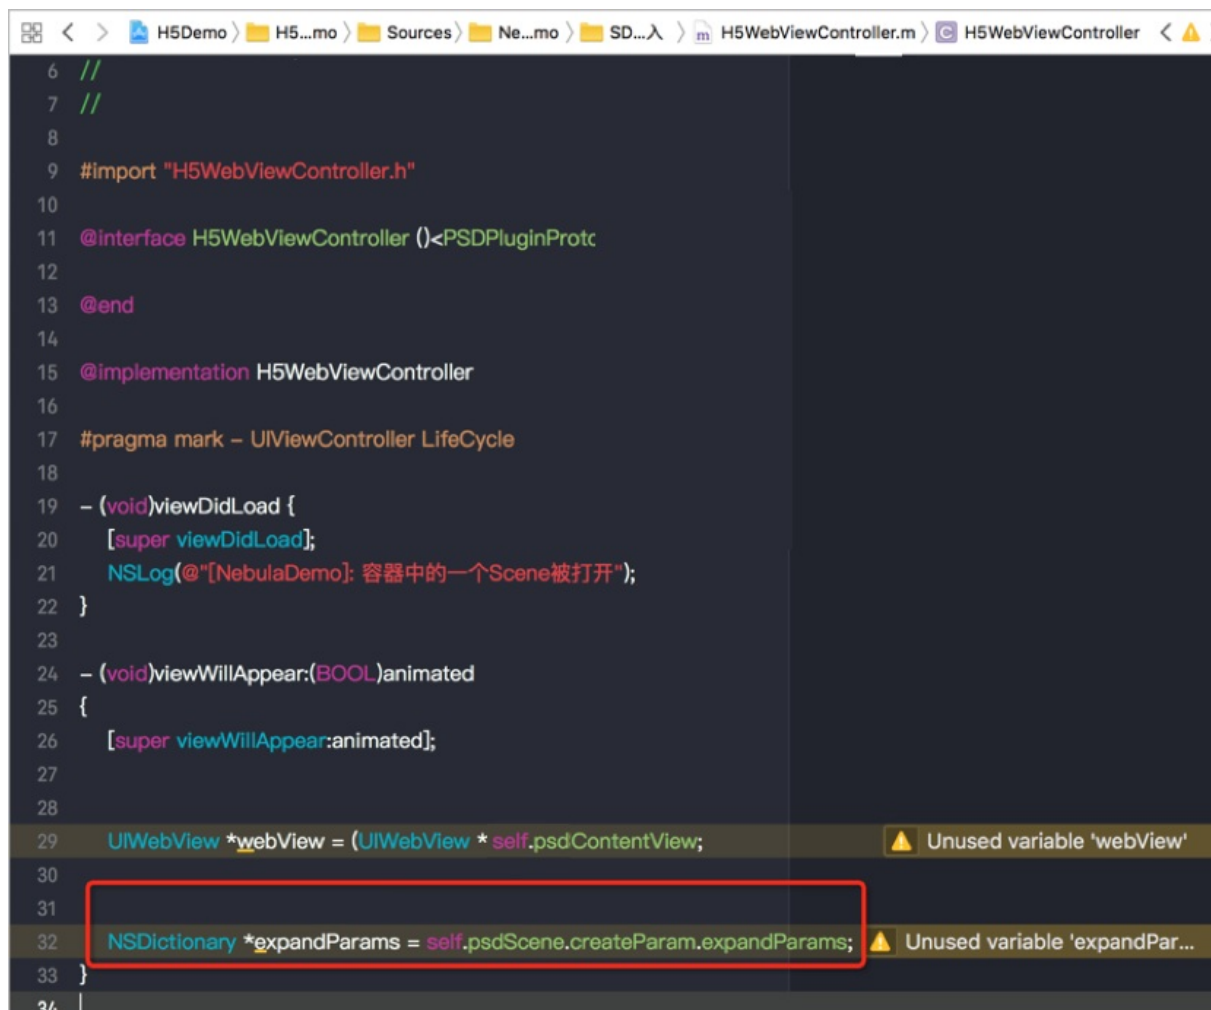 H5Demo 〉 H5...mo 〉 Sources 〉 Ne...mo 〉 SD...入 〉 m H5WebViewController.m 〉 C H5WebViewController
6 //
7 //
8
9 #import "H5WebViewController.h"
10
11 @interface H5WebViewController ()<PSDPluginProtc
12
13 @end
14
15 @implementation H5WebViewController
16
17 #pragma mark – UIViewController LifeCycle
18
19 – (void)viewDidLoad {
20 [super viewDidLoad];
21 NSLog(@"[NebulaDemo]: 容器中的一个Scene被打开");
22 }
23
24 – (void)viewWillAppear:(BOOL)animated
25 {
26 [super viewWillAppear:animated];
27
28
29 UIWebView *webView = (UIWebView * self.psdContentView; Unused variable 'webView'
30
31
32 NSDictionary *expandParams = self.psdScene.createParam.expandParams; Unused variable 'expandPar...
33 }
34